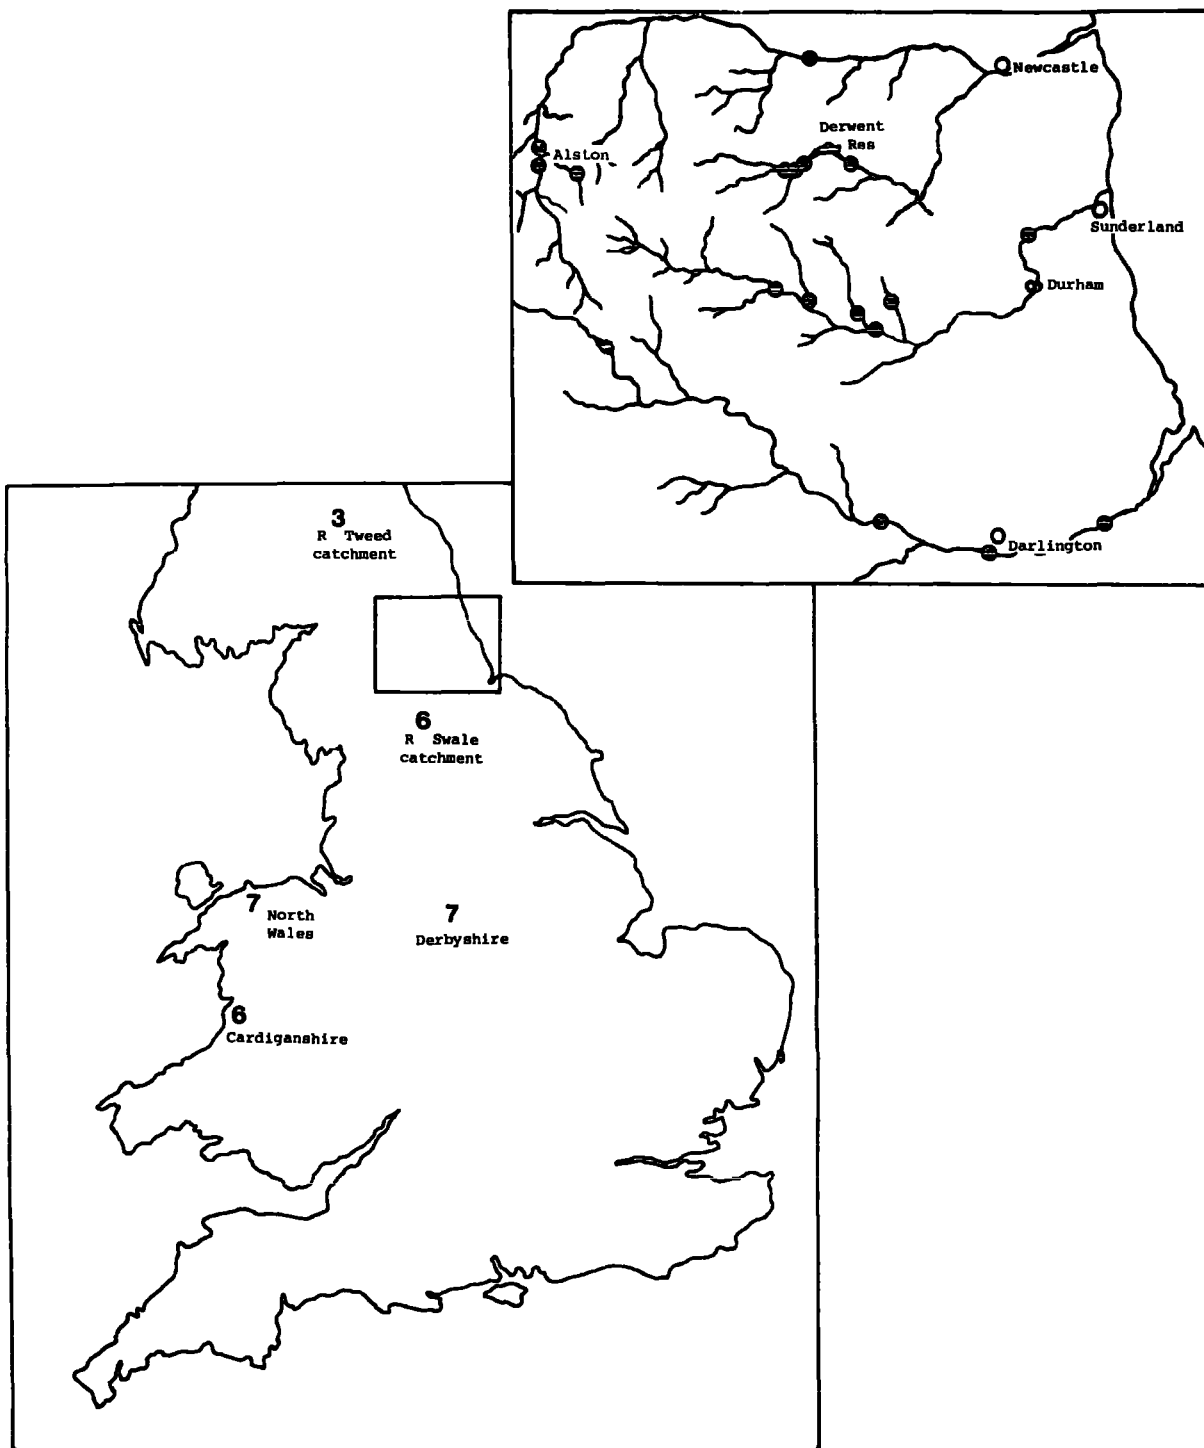 Newcastle
Derwent
Res
Alston
Sunderland
Durham
Darlington
3
R Tweed
catchment
6
R Swale
catchment
7
North
Wales
7
Derbyshire
6
Cardiganshire